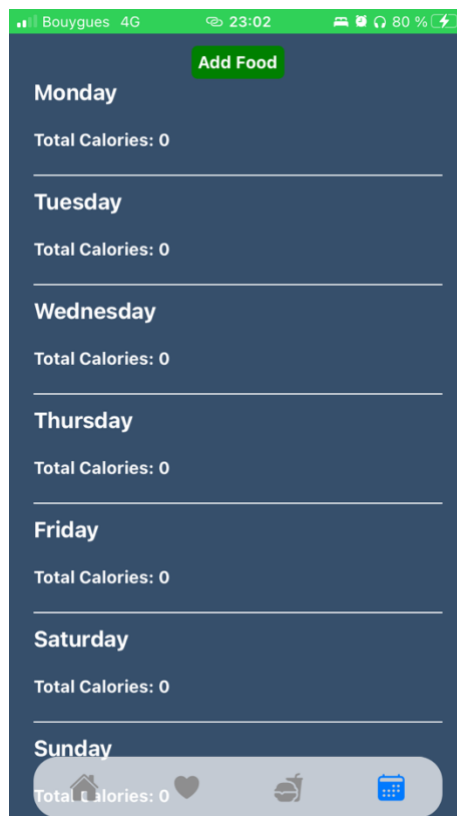 Bouygues 4G 23:02 80 %
Add Food
Monday
Total Calories: 0
Tuesday
Total Calories: 0
Wednesday
Total Calories: 0
Thursday
Total Calories: 0
Friday
Total Calories: 0
Saturday
Total Calories: 0
Sunday
Total Calories: 0